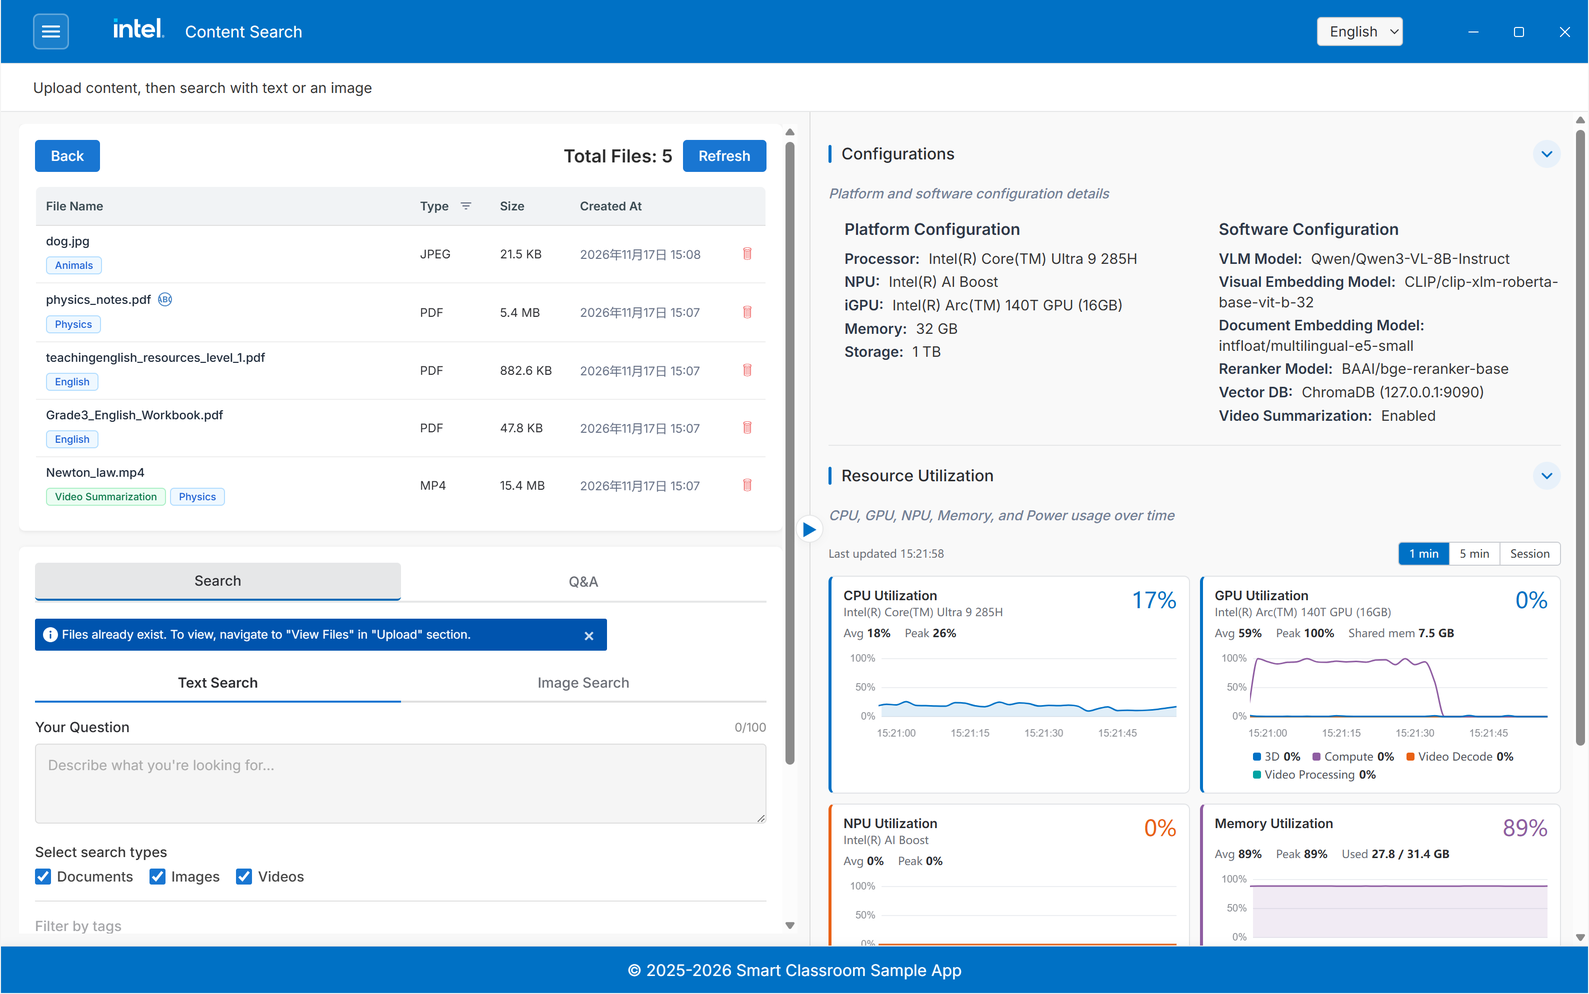 intel. Content Search English
Upload content, then search with text or an image
Back Total Files: 5 Refresh
File Name Type Size Created At
dog.jpg
Animals
JPEG 21.5 KB 2026年11月17日 15:08
physics_notes.pdf ABC
Physics
PDF 5.4 MB 2026年11月17日 15:07
teachingenglish_resources_level_1.pdf
English
PDF 882.6 KB 2026年11月17日 15:07
Grade3_English_Workbook.pdf
English
PDF 47.8 KB 2026年11月17日 15:07
Newton_law.mp4
Video Summarization Physics
MP4 15.4 MB 2026年11月17日 15:07
Search Q&A
Files already exist. To view, navigate to "View Files" in "Upload" section.
Text Search Image Search
Your Question 0/100
Describe what you're looking for...
Select search types
Documents Images Videos
Filter by tags
Configurations
Platform and software configuration details
Platform Configuration
Processor: Intel(R) Core(TM) Ultra 9 285H
NPU: Intel(R) AI Boost
iGPU: Intel(R) Arc(TM) 140T GPU (16GB)
Memory: 32 GB
Storage: 1 TB
Software Configuration
VLM Model: Qwen/Qwen3-VL-8B-Instruct
Visual Embedding Model: CLIP/clip-xlm-roberta-
base-vit-b-32
Document Embedding Model:
intfloat/multilingual-e5-small
Reranker Model: BAAI/bge-reranker-base
Vector DB: ChromaDB (127.0.0.1:9090)
Video Summarization: Enabled
Resource Utilization
CPU, GPU, NPU, Memory, and Power usage over time
Last updated 15:21:58 1 min 5 min Session
CPU Utilization 17%
Intel(R) Core(TM) Ultra 9 285H
Avg 18% Peak 26%
100%
50%
0%
15:21:00 15:21:15 15:21:30 15:21:45
GPU Utilization 0%
Intel(R) Arc(TM) 140T GPU (16GB)
Avg 59% Peak 100% Shared mem 7.5 GB
100%
50%
0%
15:21:00 15:21:15 15:21:30 15:21:45
3D 0% Compute 0% Video Decode 0%
Video Processing 0%
NPU Utilization 0%
Intel(R) AI Boost
Avg 0% Peak 0%
100%
50%
0%
Memory Utilization 89%
Avg 89% Peak 89% Used 27.8 / 31.4 GB
100%
50%
0%
© 2025-2026 Smart Classroom Sample App